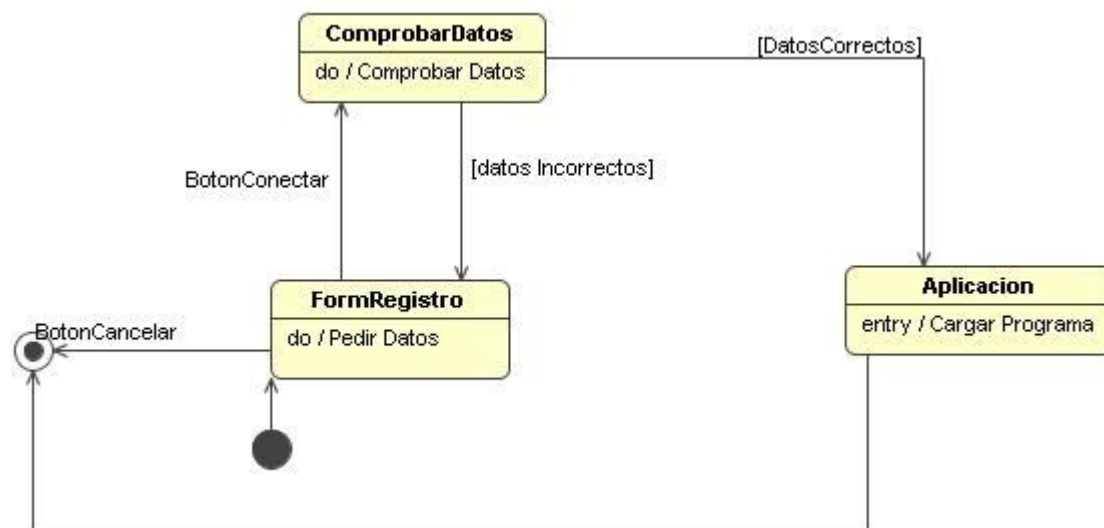 ComprobarDatos
do / Comprobar Datos
[DatosCorrectos]
BotonConectar
[datos Incorrectos]
FormRegistro
do / Pedir Datos
BotonCancelar
Aplicacion
entry / Cargar Programa